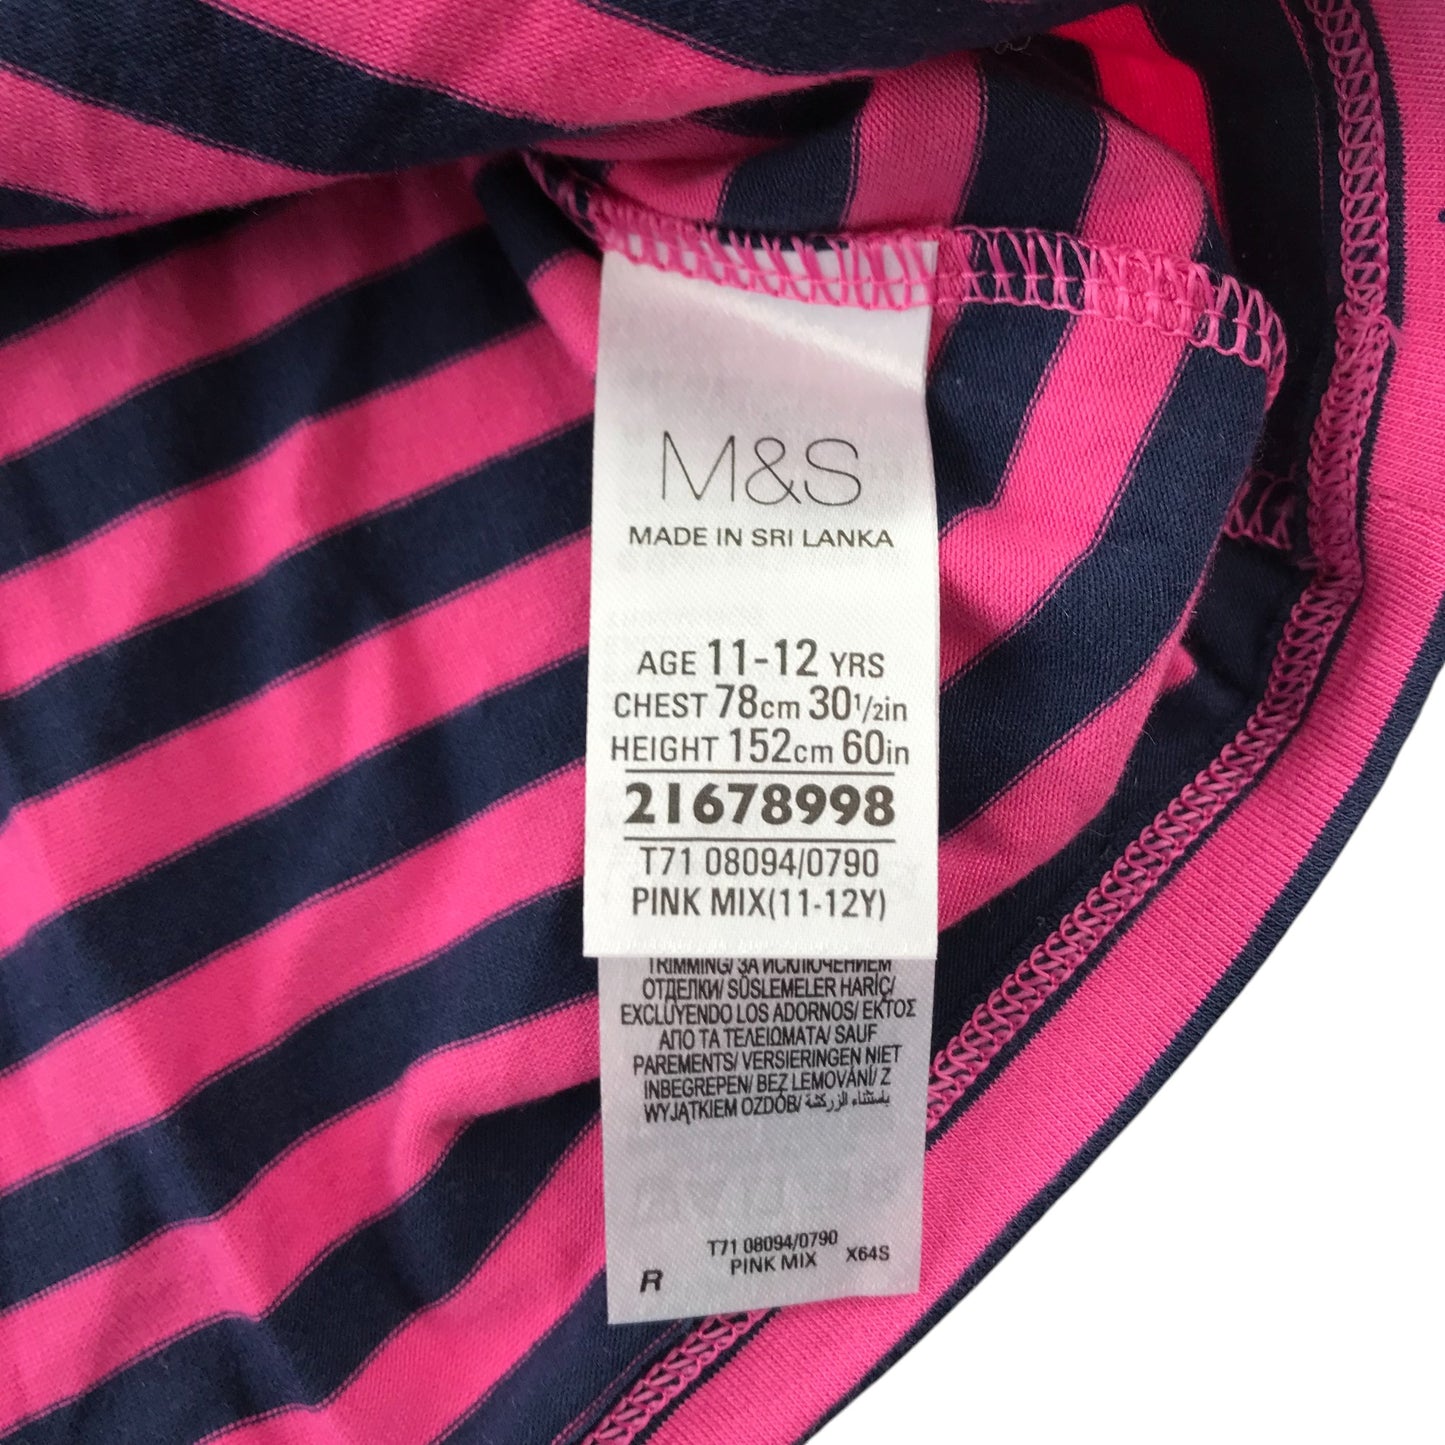 M&S
MADE IN SRI LANKA
AGE 11-12 YRS
CHEST 78cm 30½in
HEIGHT 152cm 60in
21678998
T71 08094/0790
PINK MIX(11-12Y)
TRIMMING/ ЗА ИСКЛЮЧЕНИЕМ
ОТДЕЛКИ/ SÜSLEMELER HARİÇ/
EXCLUYENDO LOS ADORNOS/ ΕΚΤΟΣ
ΑΠΟ ΤΑ ΤΕΛΕΙΩΜΑΤΑ/ SAUF
PAREMENTS/ VERSIERINGEN NIET
INBEGREPEN/ BEZ LEMOVÁNÍ/ Z
WYJĄTKIEM OZDÓB/ باستثناء الزركشة
T71 08094/0790
PINK MIX X64S
R